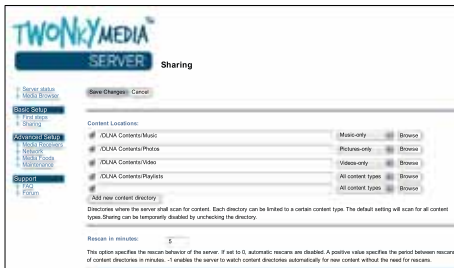 TWONKYMEDIA™
SERVER
Sharing
Server status
Media Browser
Save Changes Cancel
Basic Setup
First steps
Sharing
Advanced Setup
Media Receivers
Network
Media Feeds
Maintenance
Support
FAQ
Forum
Content Locations:
/DLNA Contents/Music Music-only Browse
/DLNA Contents/Photos Pictures-only Browse
/DLNA Contents/Video Videos-only Browse
/DLNA Contents/Playlists All content types Browse
All content types Browse
Add new content directory
Directories where the server shall scan for content. Each directory can be limited to a certain content type. The default setting will scan for all content
types. Sharing can be temporarily disabled by unchecking the directory.
Rescan in minutes: 5
This option specifies the rescan behavior of the server. If set to 0, automatic rescans are disabled. A positive value specifies the period between rescans
of content directories in minutes. -1 enables the server to watch content directories automatically for new content without the need for rescans.